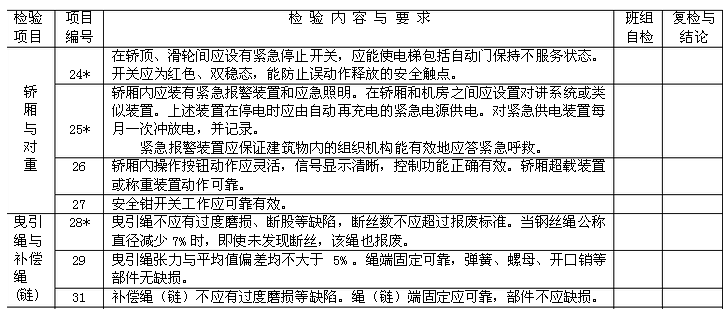 检验项目 项目编号 检 验 内 容 与 要 求 班组自检 复检与结论
轿厢与对重
24* 在轿顶、滑轮间应设有紧急停止开关，应能使电梯包括自动门保持不服务状态。
开关应为红色、双稳态，能防止误动作释放的安全触点。
25* 轿厢内应装有紧急报警装置和应急照明。在轿厢和机房之间应设置对讲系统或类
似装置。上述装置在停电时应由自动再充电的紧急电源供电。对紧急供电装置每
月一次冲放电，并记录。
紧急报警装置应保证建筑物内的组织机构能有效地应答紧急呼救。
26 轿厢内操作按钮动作应灵活，信号显示清晰，控制功能正确有效。轿厢超载装置
或称重装置动作可靠。
27 安全钳开关工作应可靠有效。
曳引绳与补偿绳（链）
28* 曳引绳不应有过度磨损、断股等缺陷，断丝数不应超过报废标准。当钢丝绳公称
直径减少 7%时，即使未发现断丝，该绳也报废。
29 曳引绳张力与平均值偏差均不大于 5%。绳端固定可靠，弹簧、螺母、开口销等
部件无缺损。
31 补偿绳（链）不应有过度磨损等缺陷。绳（链）端固定应可靠，部件不应缺损。